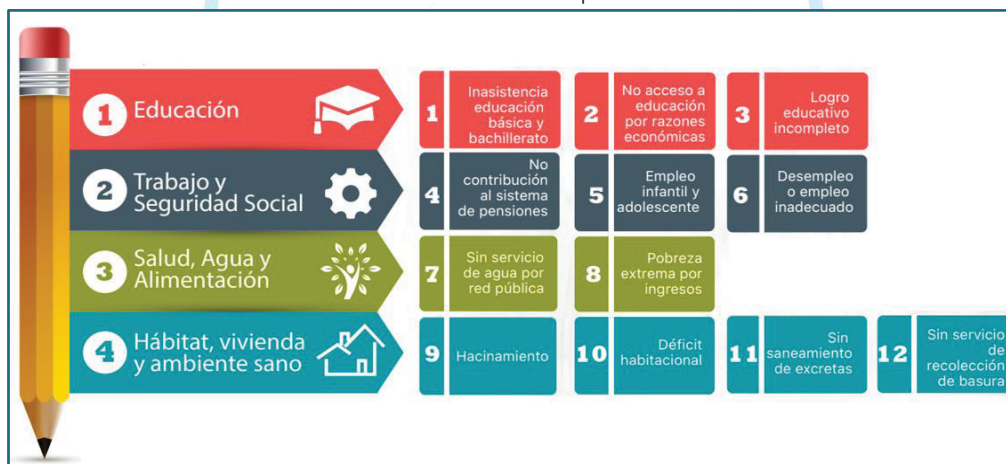 1
Educación
1
Inasistencia
educación
básica y
bachillerato
2
No acceso a
educación
por razones
económicas
3
Logro
educativo
incompleto
2
Trabajo y
Seguridad Social
4
No
contribución
al sistema
de pensiones
5
Empleo
infantil y
adolescente
6
Desempleo
o empleo
inadecuado
3
Salud, Agua y
Alimentación
7
Sin servicio
de agua por
red pública
8
Pobreza
extrema por
ingresos
4
Hábitat, vivienda
y ambiente sano
9
Hacinamiento
10
Déficit
habitacional
11
Sin
saneamiento
de excretas
12
Sin servicio
de
recolección
de basura